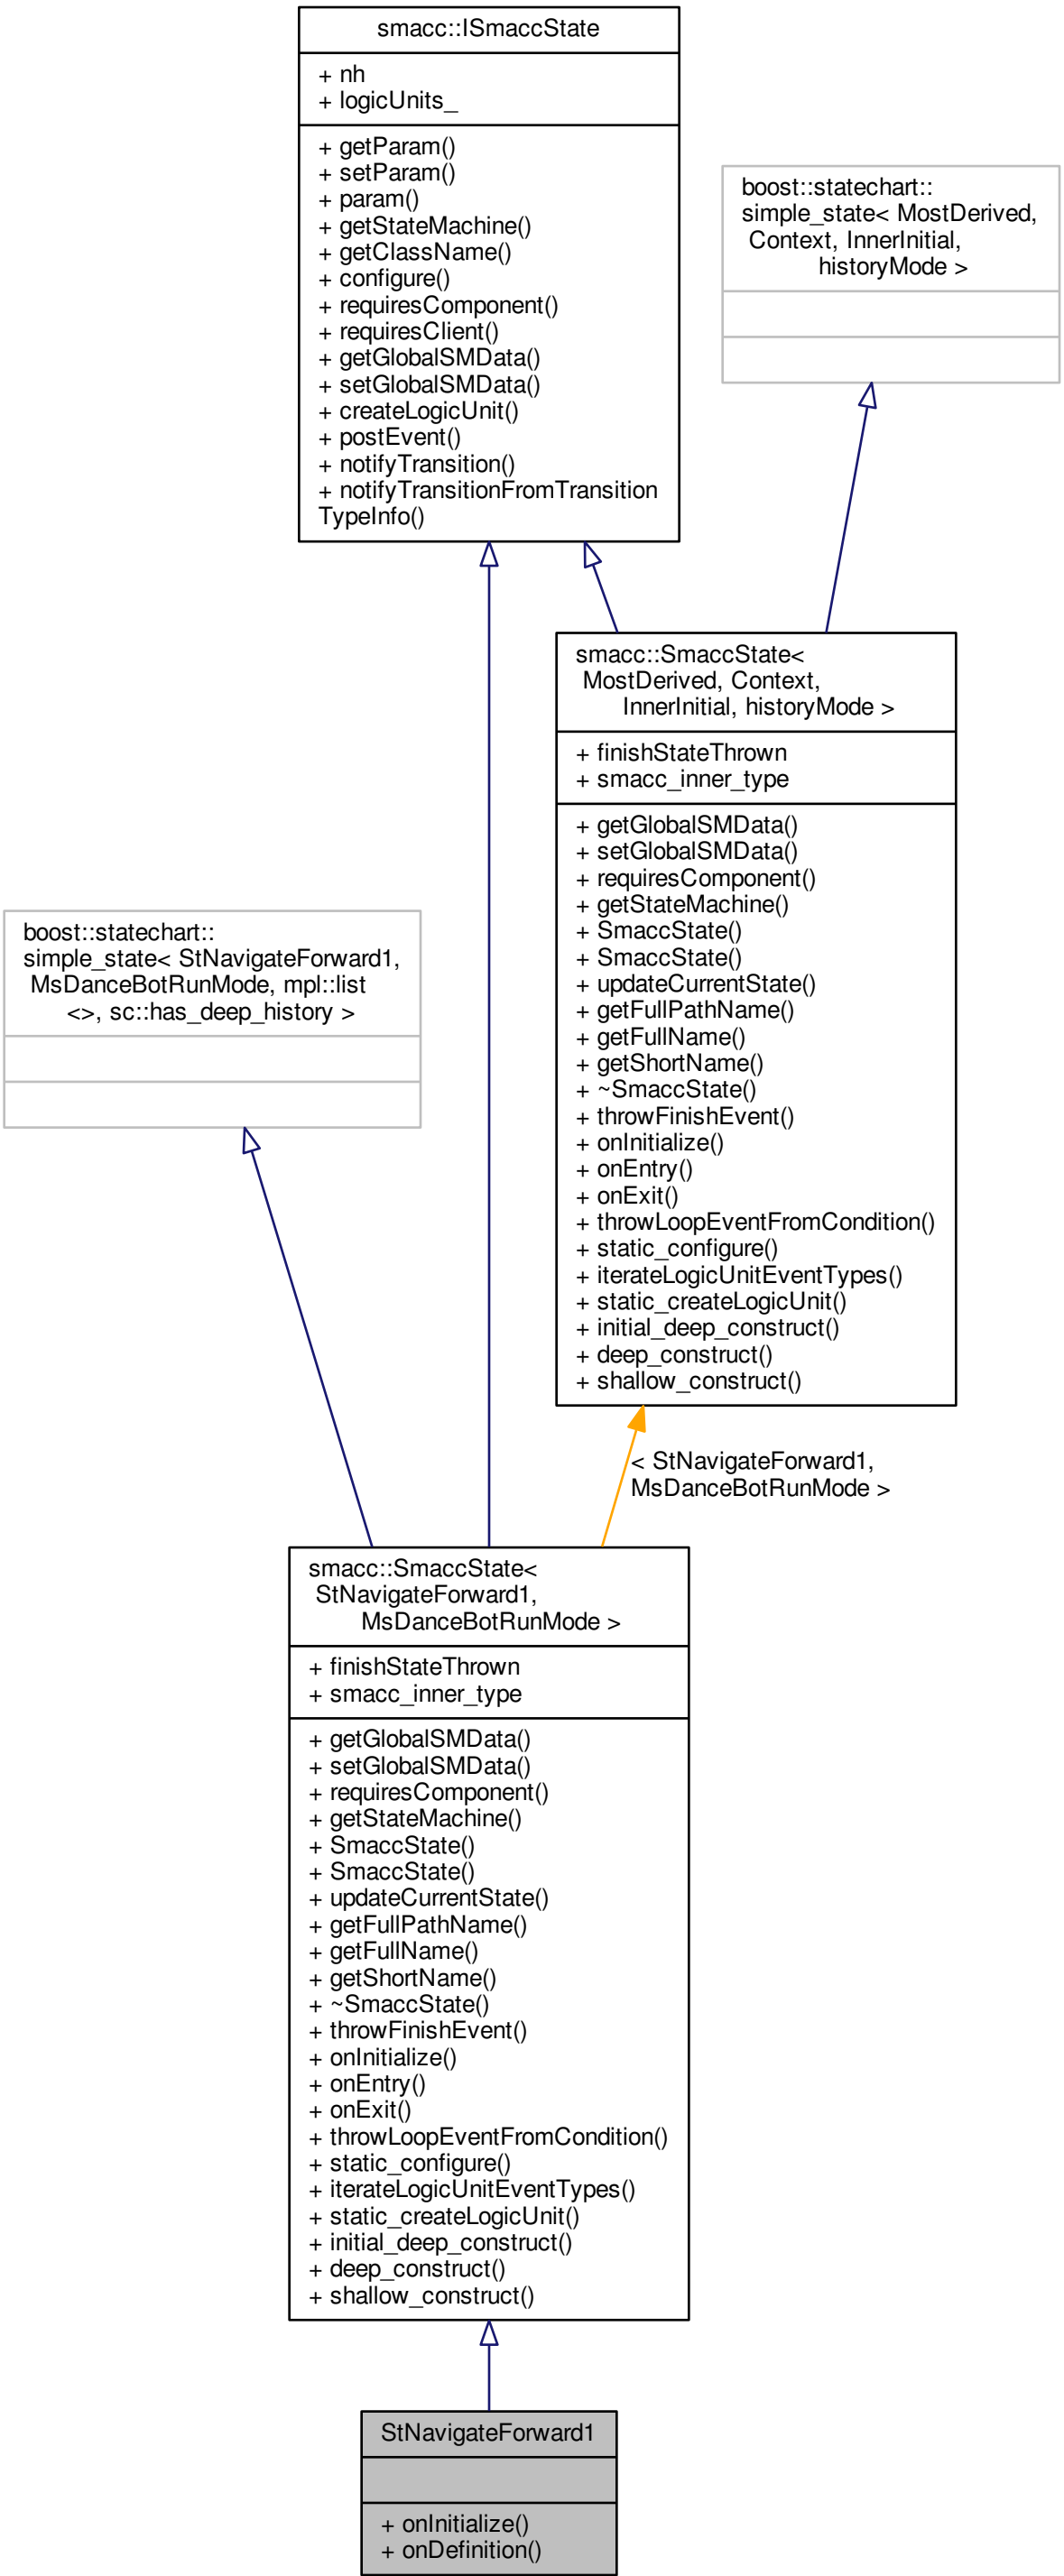 smacc::ISmaccState
+ nh
+ logicUnits_
+ getParam()
+ setParam()
+ param()
+ getStateMachine()
+ getClassName()
+ configure()
+ requiresComponent()
+ requiresClient()
+ getGlobalSMData()
+ setGlobalSMData()
+ createLogicUnit()
+ postEvent()
+ notifyTransition()
+ notifyTransitionFromTransition
TypeInfo()
boost::statechart::
simple_state< MostDerived,
Context, InnerInitial,
historyMode >
smacc::SmaccState<
MostDerived, Context,
InnerInitial, historyMode >
+ finishStateThrown
+ smacc_inner_type
+ getGlobalSMData()
+ setGlobalSMData()
+ requiresComponent()
+ getStateMachine()
+ SmaccState()
+ SmaccState()
+ updateCurrentState()
+ getFullPathName()
+ getFullName()
+ getShortName()
+ ~SmaccState()
+ throwFinishEvent()
+ onInitialize()
+ onEntry()
+ onExit()
+ throwLoopEventFromCondition()
+ static_configure()
+ iterateLogicUnitEventTypes()
+ static_createLogicUnit()
+ initial_deep_construct()
+ deep_construct()
+ shallow_construct()
boost::statechart::
simple_state< StNavigateForward1,
MsDanceBotRunMode, mpl::list
<>, sc::has_deep_history >
< StNavigateForward1,
MsDanceBotRunMode >
smacc::SmaccState<
StNavigateForward1,
MsDanceBotRunMode >
+ finishStateThrown
+ smacc_inner_type
+ getGlobalSMData()
+ setGlobalSMData()
+ requiresComponent()
+ getStateMachine()
+ SmaccState()
+ SmaccState()
+ updateCurrentState()
+ getFullPathName()
+ getFullName()
+ getShortName()
+ ~SmaccState()
+ throwFinishEvent()
+ onInitialize()
+ onEntry()
+ onExit()
+ throwLoopEventFromCondition()
+ static_configure()
+ iterateLogicUnitEventTypes()
+ static_createLogicUnit()
+ initial_deep_construct()
+ deep_construct()
+ shallow_construct()
StNavigateForward1
+ onInitialize()
+ onDefinition()